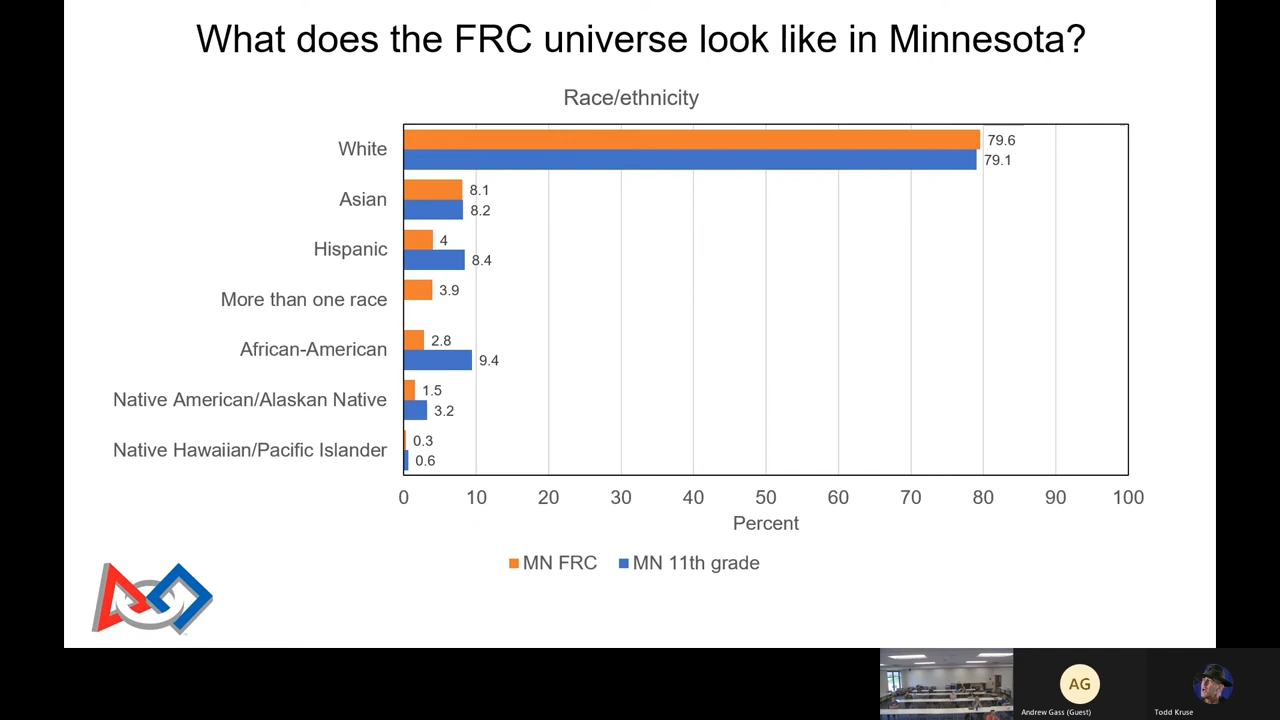 What does the FRC universe look like in Minnesota?
Race/ethnicity
White
79.6
79.1
Asian
8.1
8.2
Hispanic
4
8.4
More than one race
3.9
African-American
2.8
9.4
Native American/Alaskan Native
1.5
3.2
Native Hawaiian/Pacific Islander
0.3
0.6
0 10 20 30 40 50 60 70 80 90 100
Percent
MN FRC MN 11th grade
AG
Andrew Gass (Guest)
Todd Kruse